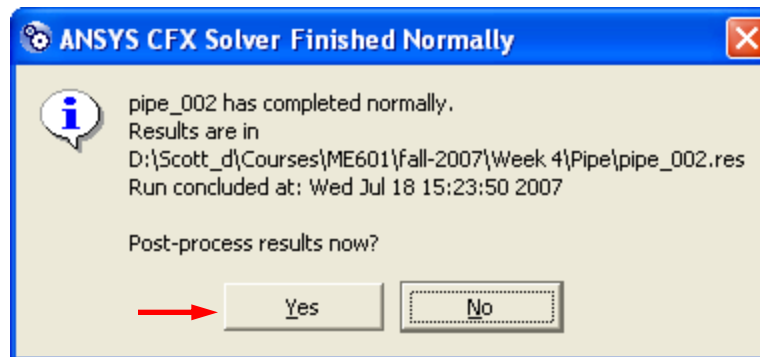 ANSYS CFX Solver Finished Normally
pipe_002 has completed normally.
Results are in
D:\Scott_d\Courses\ME601\fall-2007\Week 4\Pipe\pipe_002.res
Run concluded at: Wed Jul 18 15:23:50 2007
Post-process results now?
Yes No